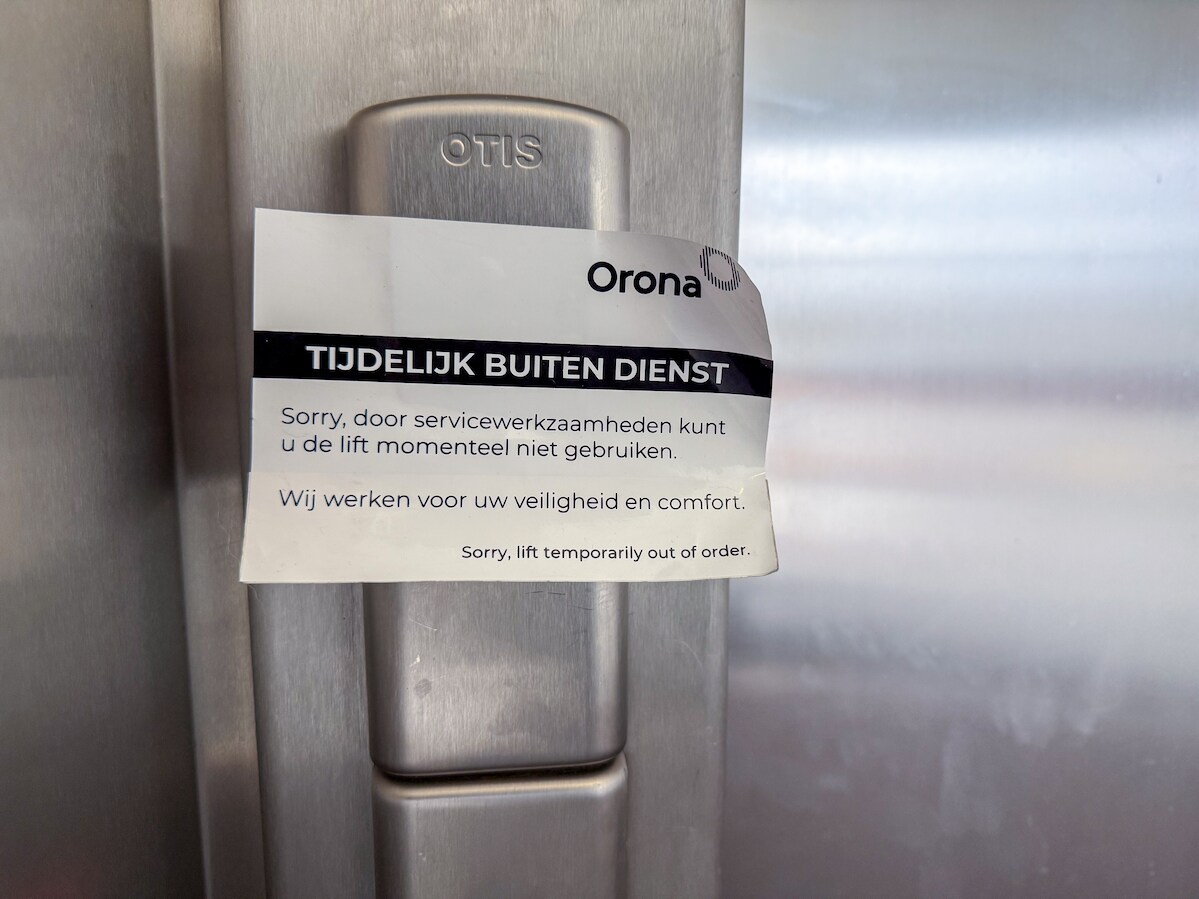 OTIS
Orona
TIJDELIJK BUITEN DIENST
Sorry, door servicewerkzaamheden kunt
u de lift momenteel niet gebruiken.
Wij werken voor uw veiligheid en comfort.
Sorry, lift temporarily out of order.